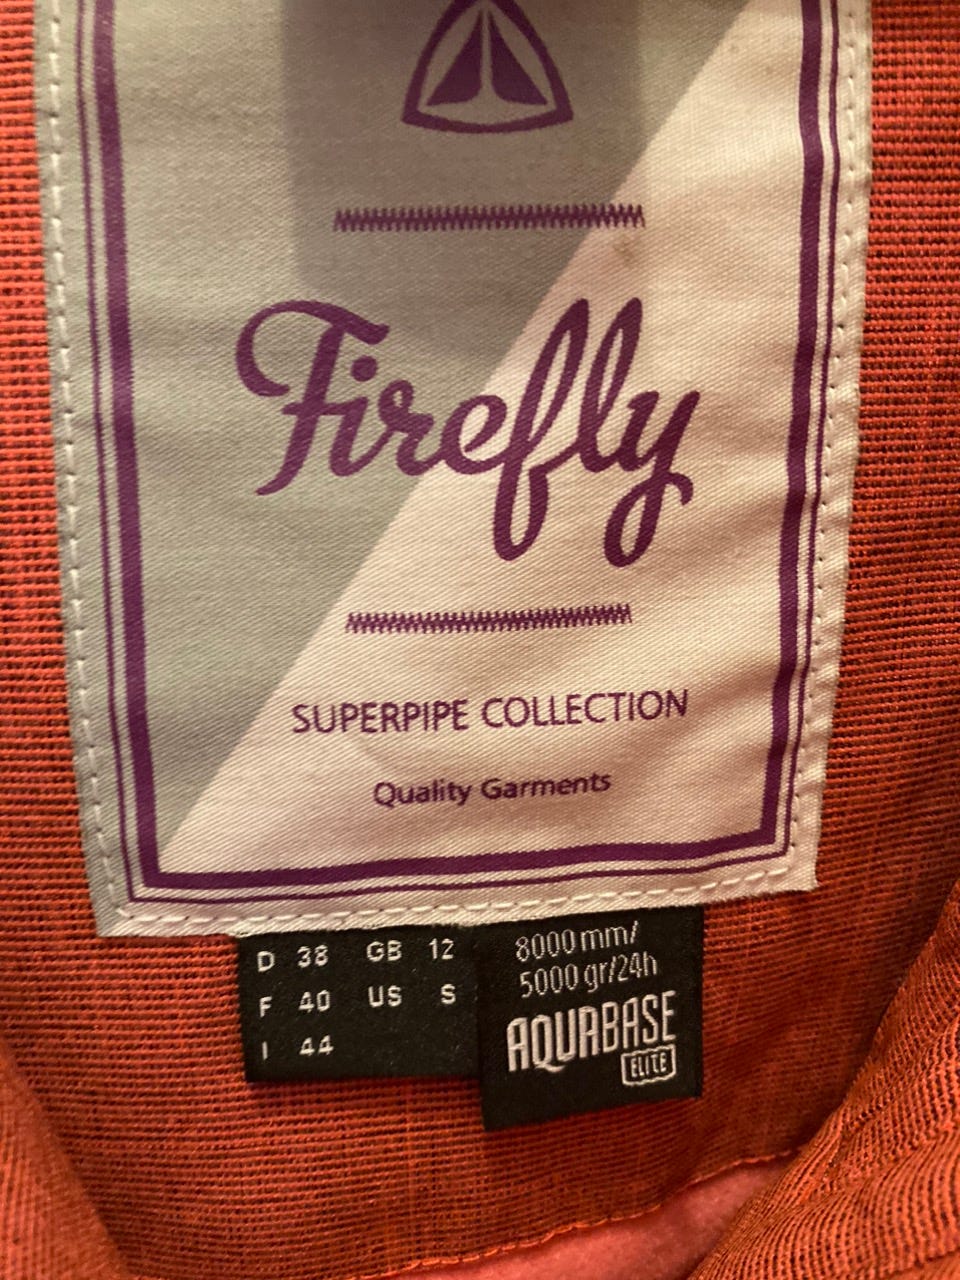 Firefly
SUPERPIPE COLLECTION
Quality Garments
D 38 GB 12
F 40 US S
I 44
8000 mm/
5000 gr/24h
AQUABASE
ELITE